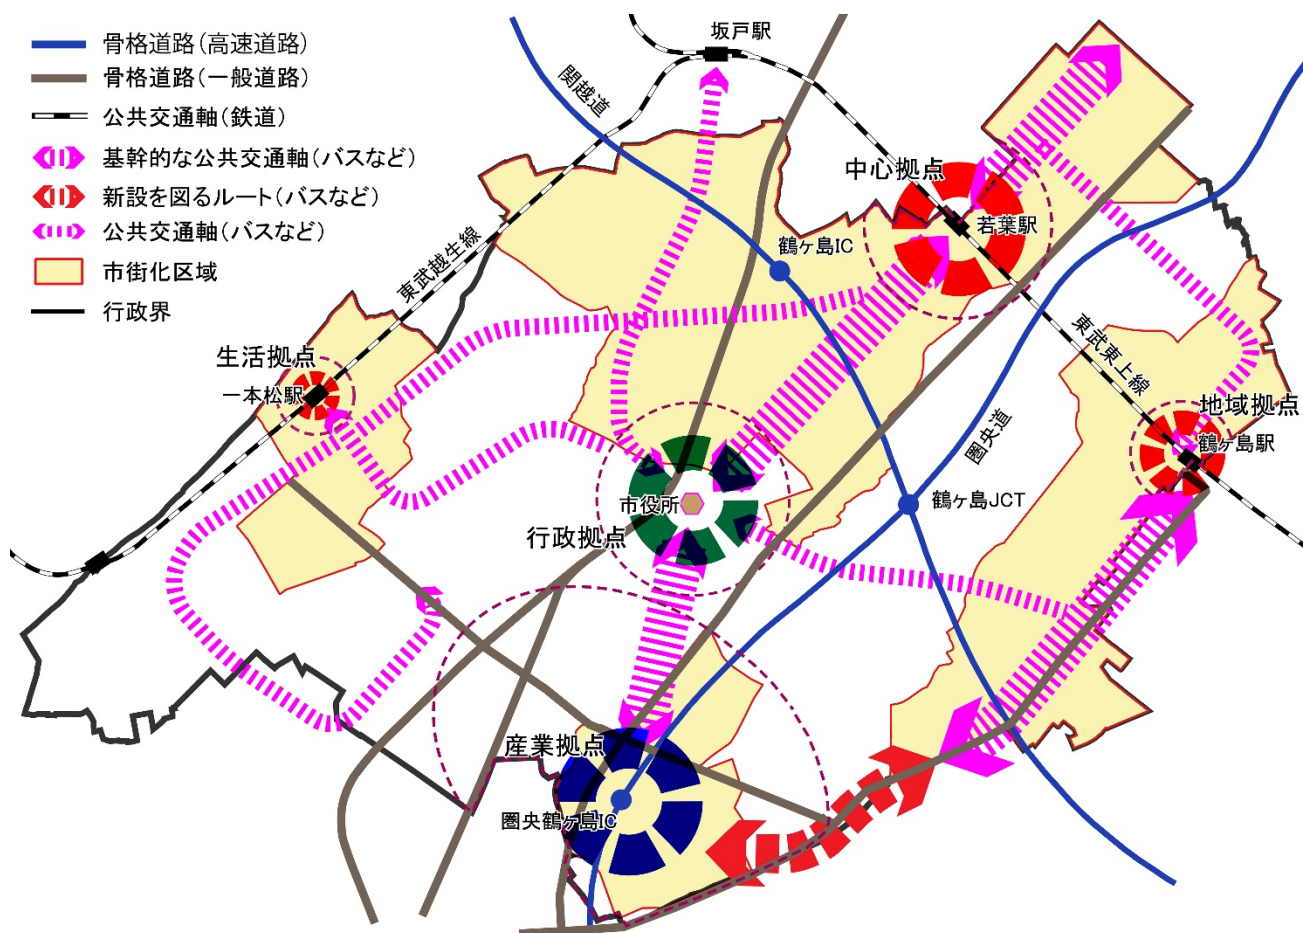 骨格道路(高速道路)
骨格道路(一般道路)
公共交通軸(鉄道)
基幹的な公共交通軸(バスなど)
新設を図るルート(バスなど)
公共交通軸(バスなど)
市街化区域
行政界
坂戸駅
関越道
中心拠点
若葉駅
鶴ヶ島IC
東武越生線
生活拠点
一本松駅
東武東上線
地域拠点
鶴ヶ島駅
圏央道
鶴ヶ島JCT
市役所
行政拠点
産業拠点
圏央鶴ヶ島IC